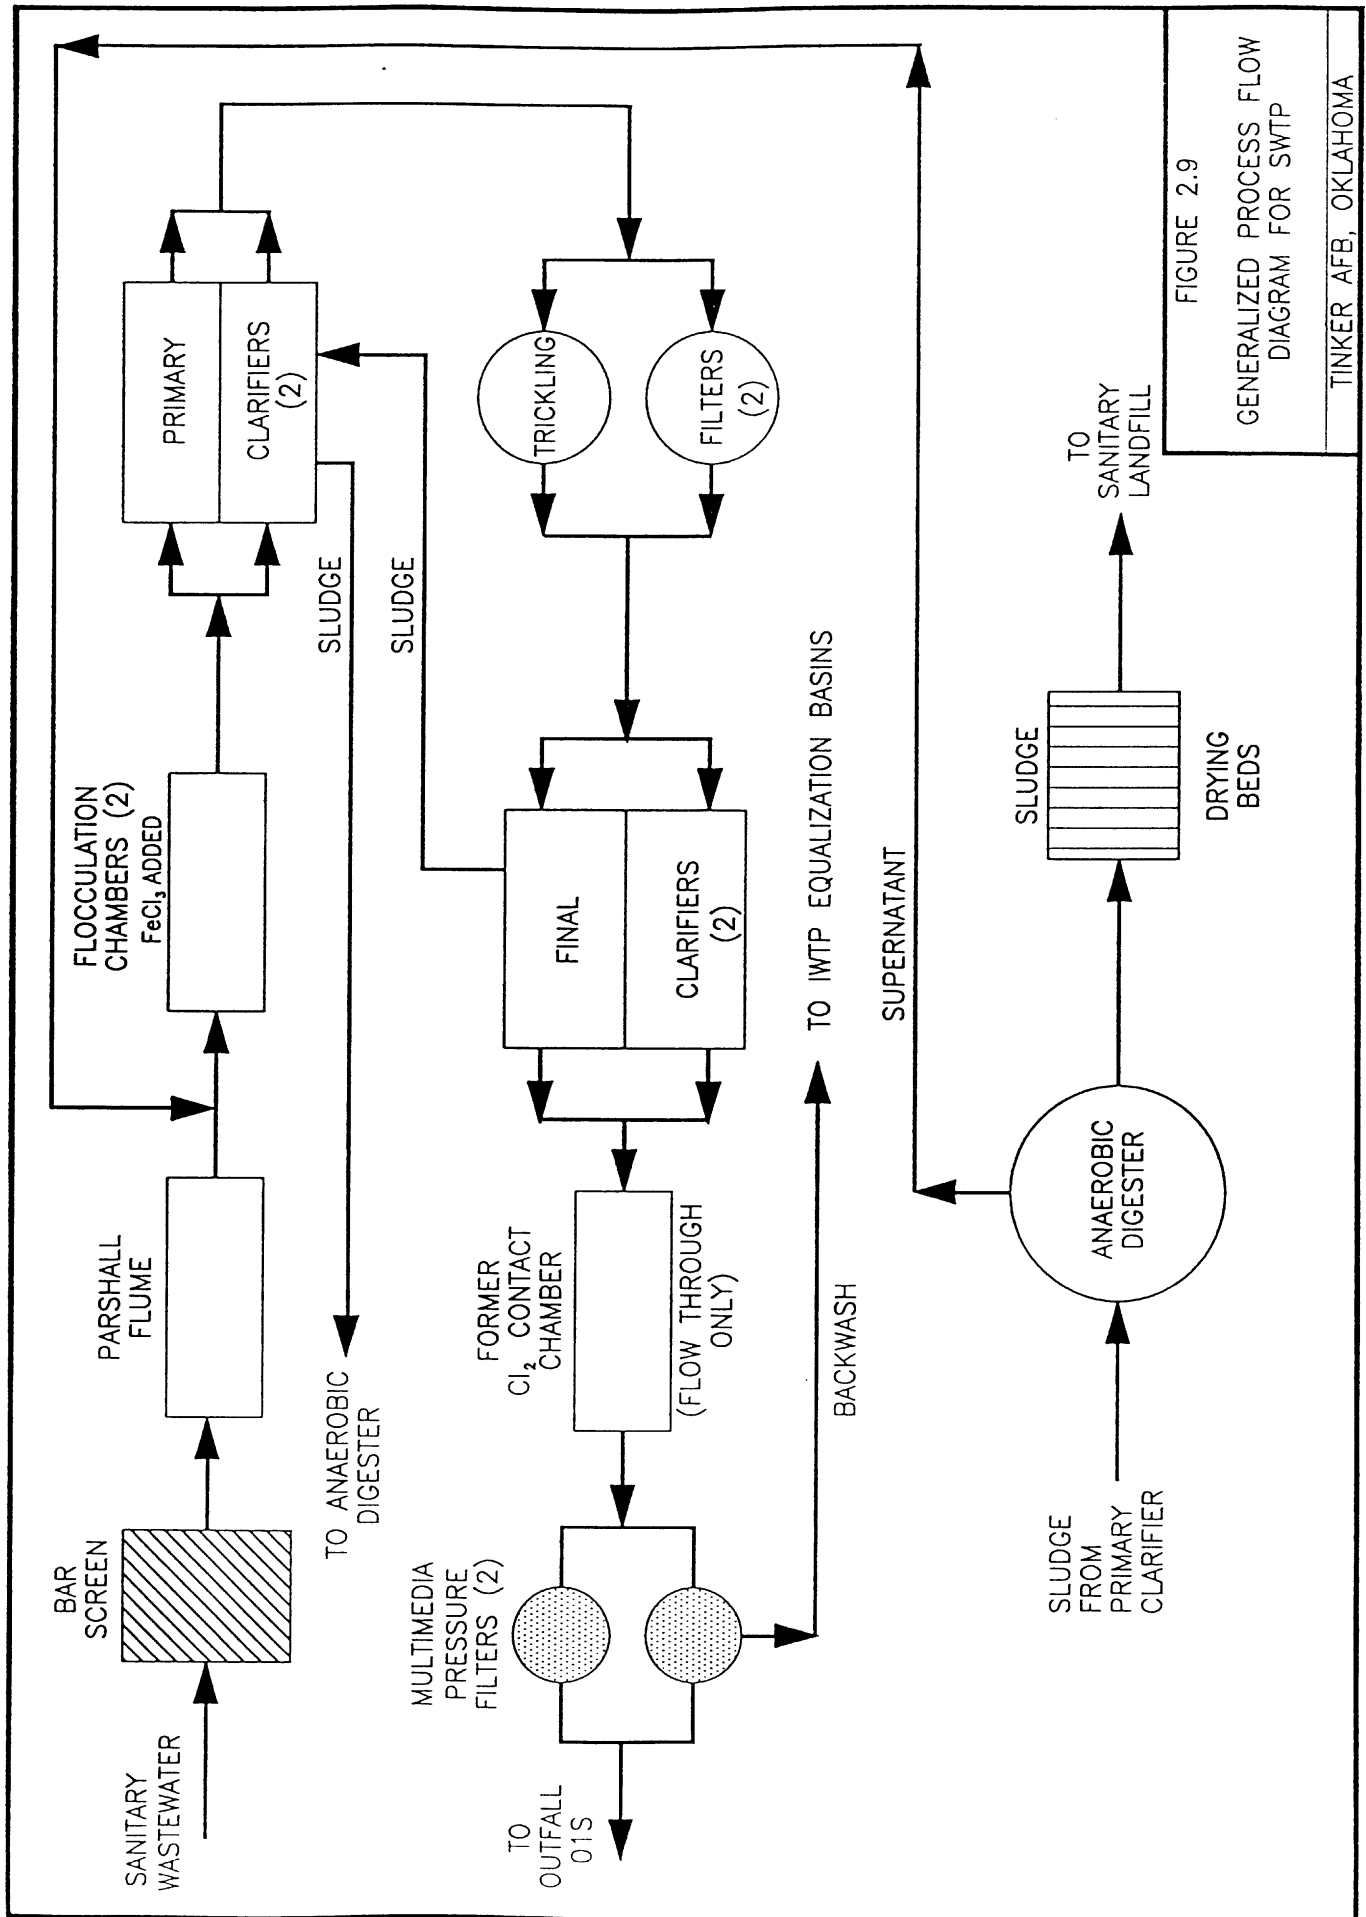 SANITARY
WASTEWATER
BAR
SCREEN
PARSHALL
FLUME
FLOCCULATION
CHAMBERS (2)
FeCl₃ ADDED
PRIMARY
CLARIFIERS
(2)
SLUDGE
TO ANAEROBIC
DIGESTER
SLUDGE
TRICKLING
FILTERS
(2)
FINAL
CLARIFIERS
(2)
FORMER
Cl₂ CONTACT
CHAMBER
(FLOW THROUGH
ONLY)
MULTIMEDIA
PRESSURE
FILTERS (2)
TO
OUTFALL
01S
BACKWASH
TO IWTP EQUALIZATION BASINS
SUPERNATANT
SLUDGE
FROM
PRIMARY
CLARIFIER
ANAEROBIC
DIGESTER
SLUDGE
DRYING
BEDS
TO
SANITARY
LANDFILL
FIGURE 2.9
GENERALIZED PROCESS FLOW
DIAGRAM FOR SWTP
TINKER AFB, OKLAHOMA